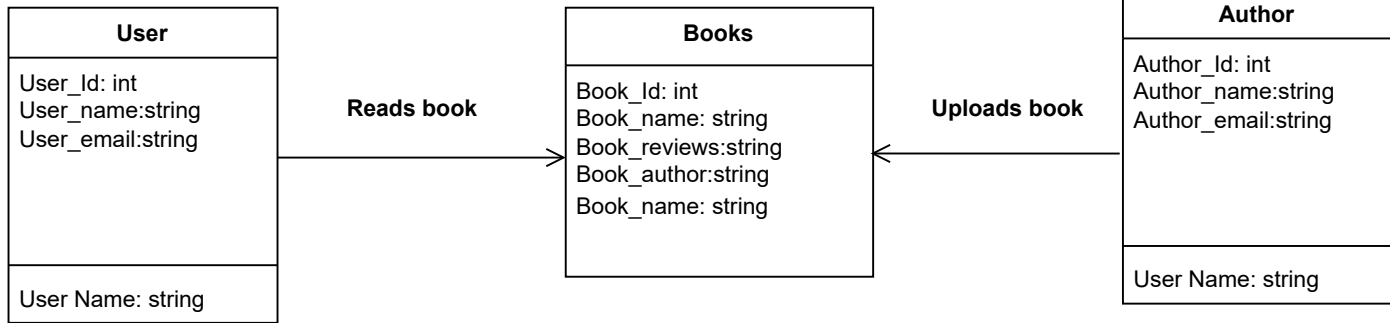 User
User_Id: int
User_name:string
User_email:string
User Name: string
Reads book
Books
Book_Id: int
Book_name: string
Book_reviews:string
Book_author:string
Book_name: string
Uploads book
Author
Author_Id: int
Author_name:string
Author_email:string
User Name: string